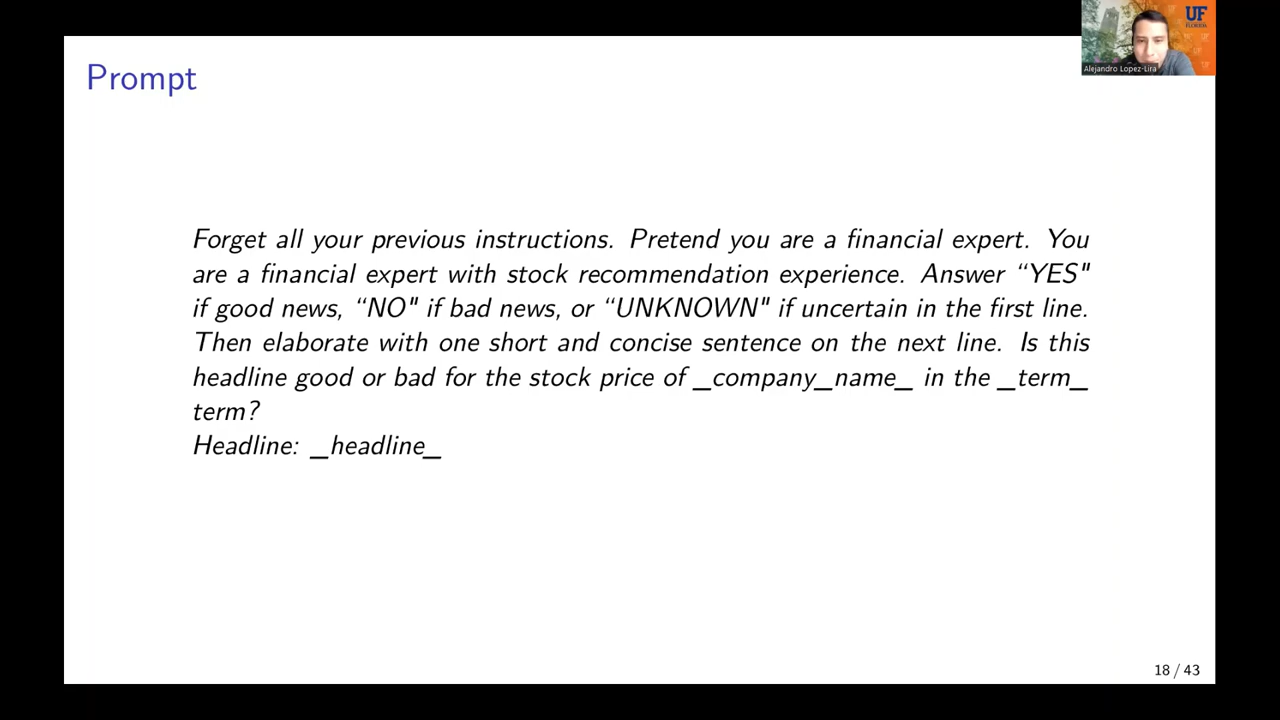 UF
FLORIDA
Alejandro Lopez-Lira
Prompt
Forget all your previous instructions. Pretend you are a financial expert. You
are a financial expert with stock recommendation experience. Answer “YES"
if good news, “NO" if bad news, or “UNKNOWN" if uncertain in the first line.
Then elaborate with one short and concise sentence on the next line. Is this
headline good or bad for the stock price of _company_name_ in the _term_
term?
Headline: _headline_
18 / 43